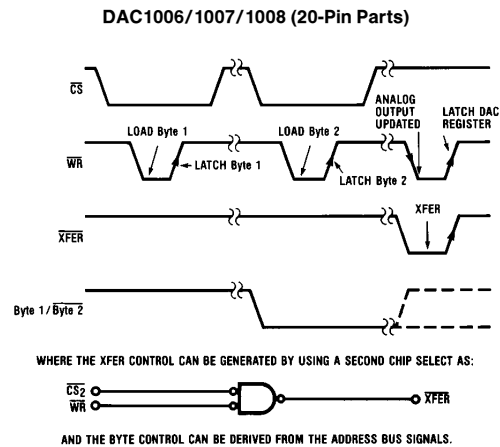 DAC1006/1007/1008 (20-Pin Parts)
CS
ANALOG
OUTPUT
UPDATED
LATCH DAC
REGISTER
LOAD Byte 1
LOAD Byte 2
WR
LATCH Byte 1
LATCH Byte 2
XFER
XFER
Byte 1/Byte 2
WHERE THE XFER CONTROL CAN BE GENERATED BY USING A SECOND CHIP SELECT AS:
CS2
WR
XFER
AND THE BYTE CONTROL CAN BE DERIVED FROM THE ADDRESS BUS SIGNALS.